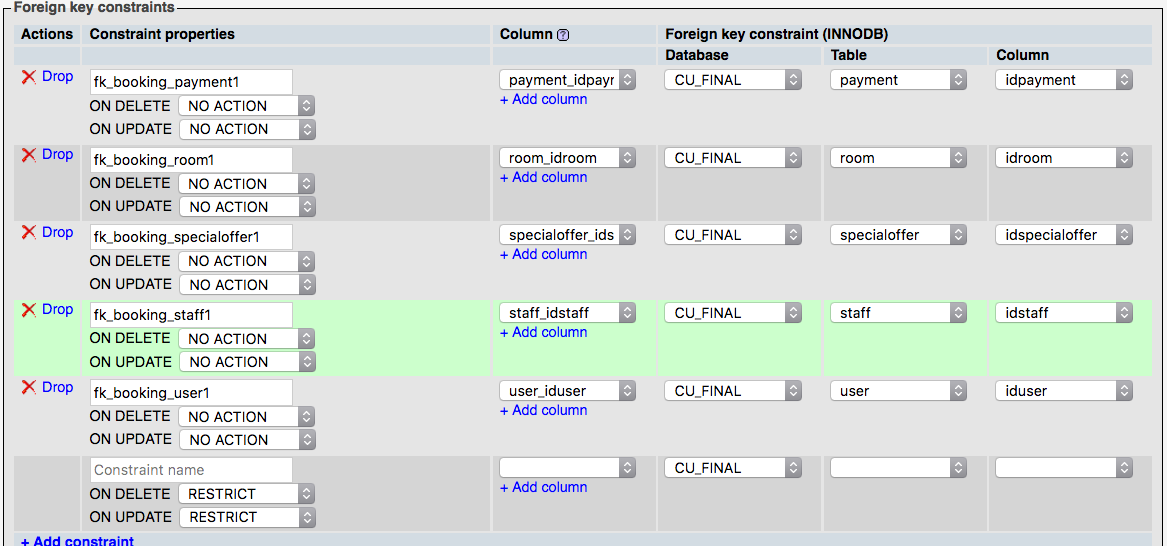 Foreign key constraints
Actions Constraint properties Column ? Foreign key constraint (INNODB)
Database Table Column
Drop fk_booking_payment1 payment_idpayr CU_FINAL payment idpayment
ON DELETE NO ACTION + Add column
ON UPDATE NO ACTION
Drop fk_booking_room1 room_idroom CU_FINAL room idroom
ON DELETE NO ACTION + Add column
ON UPDATE NO ACTION
Drop fk_booking_specialoffer1 specialoffer_ids CU_FINAL specialoffer idspecialoffer
ON DELETE NO ACTION + Add column
ON UPDATE NO ACTION
Drop fk_booking_staff1 staff_idstaff CU_FINAL staff idstaff
ON DELETE NO ACTION + Add column
ON UPDATE NO ACTION
Drop fk_booking_user1 user_iduser CU_FINAL user iduser
ON DELETE NO ACTION + Add column
ON UPDATE NO ACTION
Constraint name CU_FINAL
ON DELETE RESTRICT + Add column
ON UPDATE RESTRICT
+ Add constraint